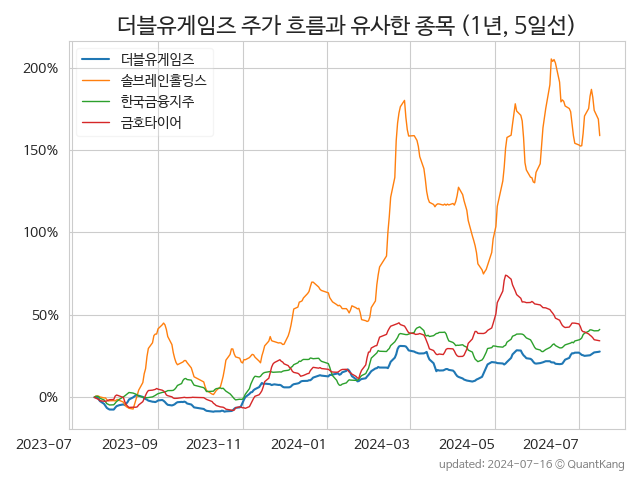 더블유게임즈 주가 흐름과 유사한 종목 (1년, 5일선)
더블유게임즈
솔브레인홀딩스
한국금융지주
금호타이어
200%
150%
100%
50%
0%
2023-07
2023-09
2023-11
2024-01
2024-03
2024-05
2024-07
updated: 2024-07-16 © QuantKang